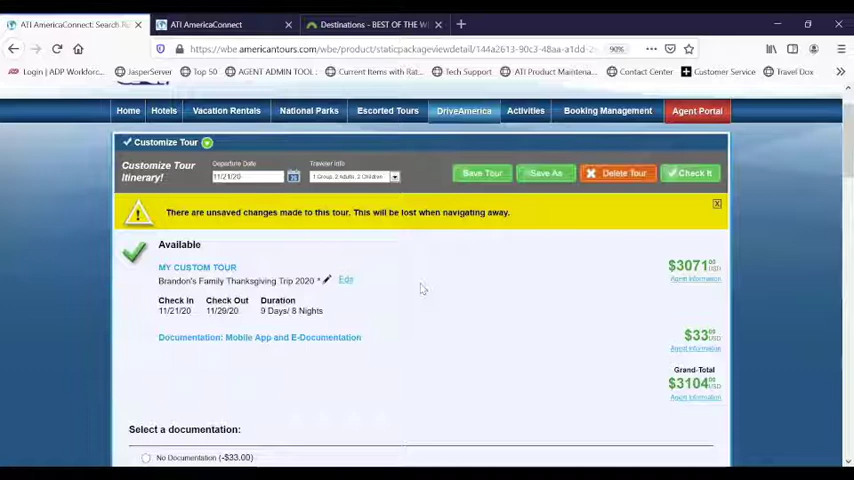 ATI AmericaConnect: Search Re
ATI AmericaConnect
Destinations - BEST OF THE W
https://wbe.americantours.com/wbe/product/staticpackageviewdetail/144a2613-90c3-48aa-a1dd-2
90%
Login | ADP Workforc...
JasperServer
Top 50
AGENT ADMIN TOOL :
Current Items with Rat...
Tech Support
ATI Product Maintena...
Contact Center
Customer Service
Travel Dox
Home
Hotels
Vacation Rentals
National Parks
Escorted Tours
DriveAmerica
Activities
Booking Management
Agent Portal
Customize Tour
Customize Tour
Itinerary!
Departure Date
11/21/20
Traveler Info
1 Group, 2 Adults, 2 Children
Save Tour
Save As
Delete Tour
Check It
There are unsaved changes made to this tour. This will be lost when navigating away.
X
Available
MY CUSTOM TOUR
Brandon's Family Thanksgiving Trip 2020 *
Edit
$3071
USD
Agent Information
Check In
Check Out
Duration
11/21/20
11/29/20
9 Days/ 8 Nights
Documentation: Mobile App and E-Documentation
$33
USD
Agent Information
Grand-Total
$3104
USD
Agent Information
Select a documentation:
No Documentation (-$33.00)